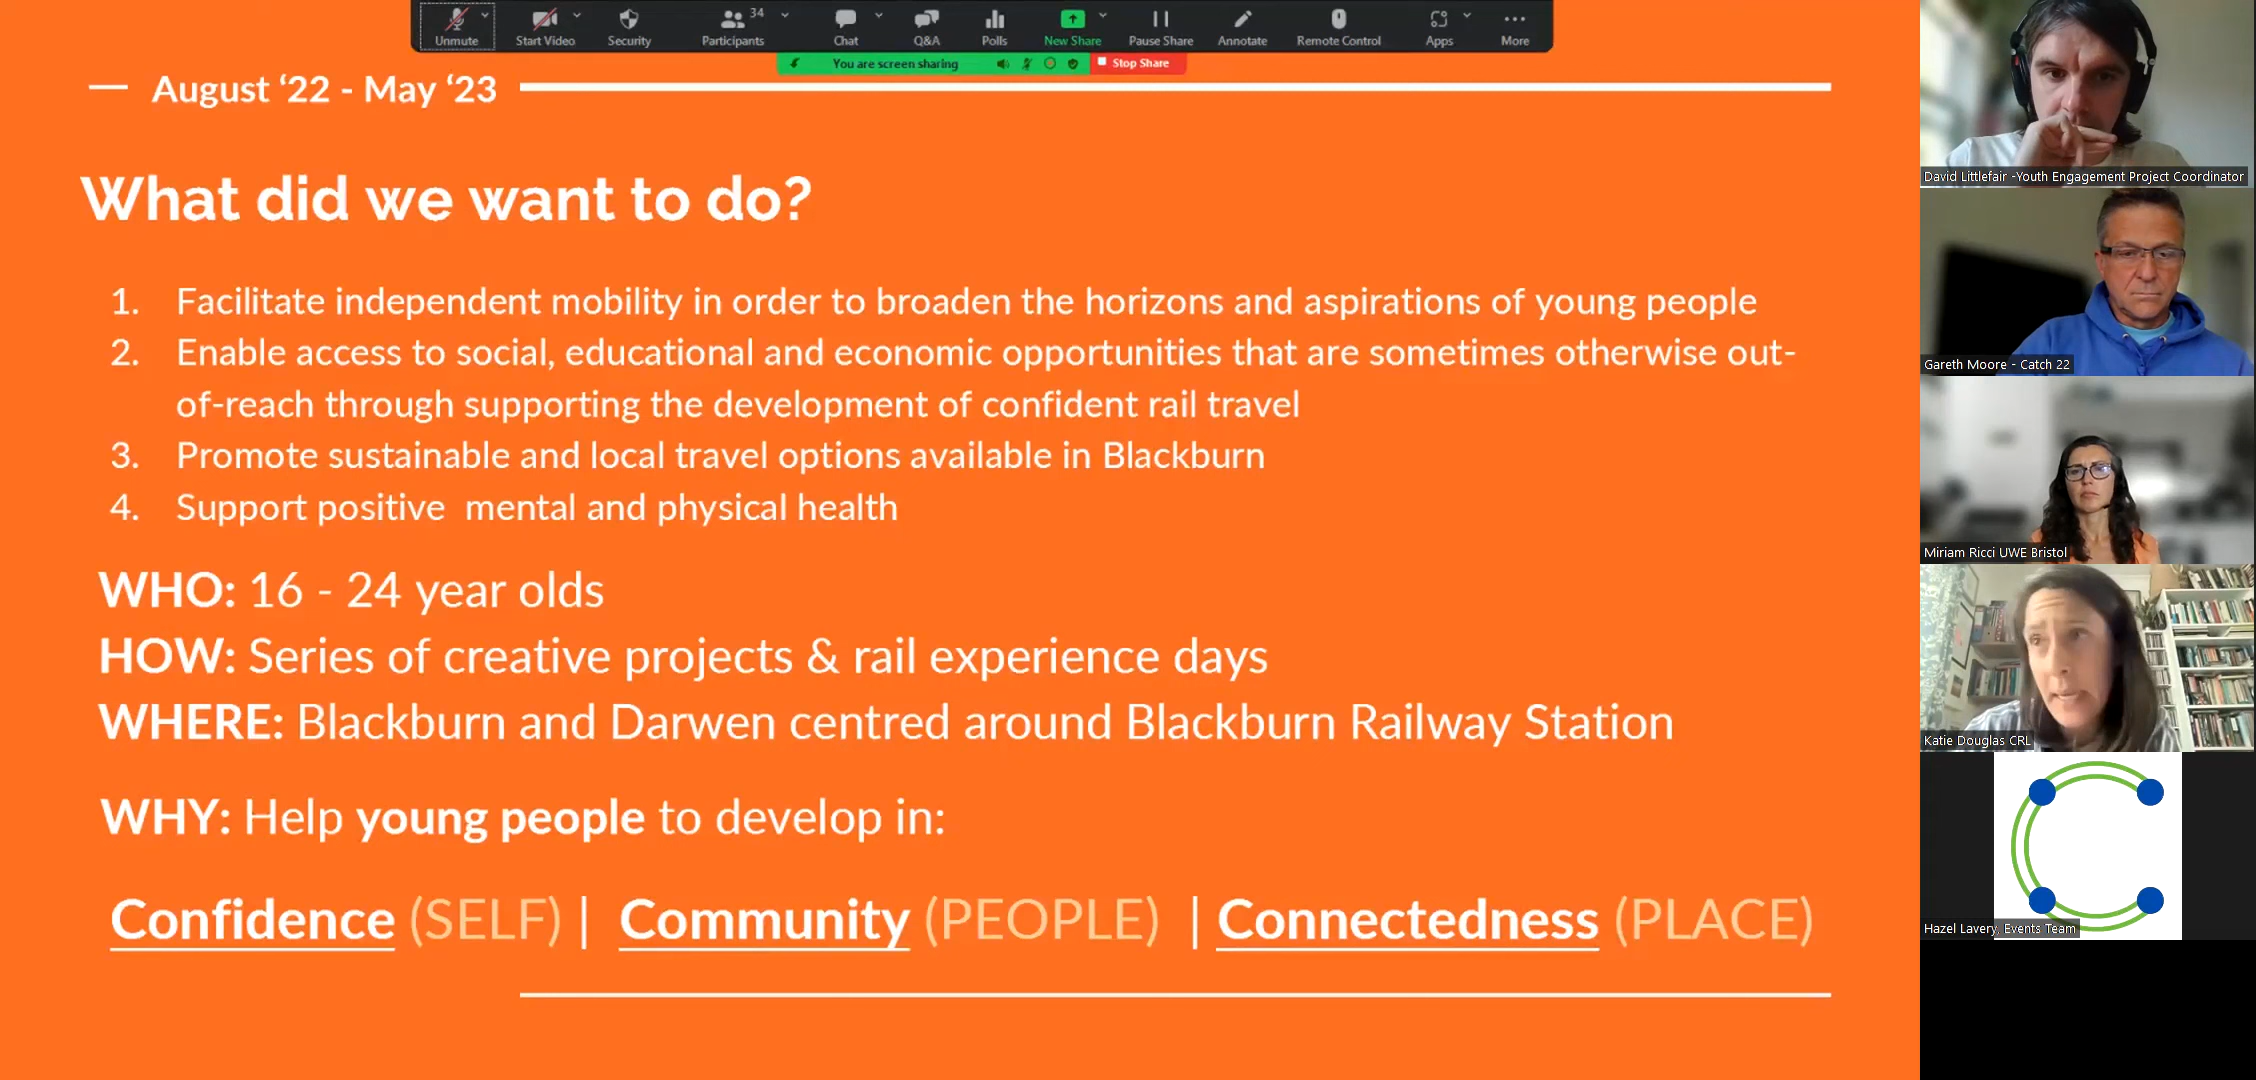 Unmute
Start Video
Security
Participants
34
Chat
Q&A
Polls
New Share
Pause Share
Annotate
Remote Control
Apps
More
You are screen sharing
Stop Share
August ‘22 - May ‘23
What did we want to do?
1. Facilitate independent mobility in order to broaden the horizons and aspirations of young people
2. Enable access to social, educational and economic opportunities that are sometimes otherwise out-
of-reach through supporting the development of confident rail travel
3. Promote sustainable and local travel options available in Blackburn
4. Support positive  mental and physical health
WHO: 16 - 24 year olds
HOW: Series of creative projects & rail experience days
WHERE: Blackburn and Darwen centred around Blackburn Railway Station
WHY: Help young people to develop in:
Confidence (SELF) | Community (PEOPLE) | Connectedness (PLACE)
David Littlefair -Youth Engagement Project Coordinator
Gareth Moore - Catch 22
Miriam Ricci UWE Bristol
Katie Douglas CRL
Hazel Lavery, Events Team